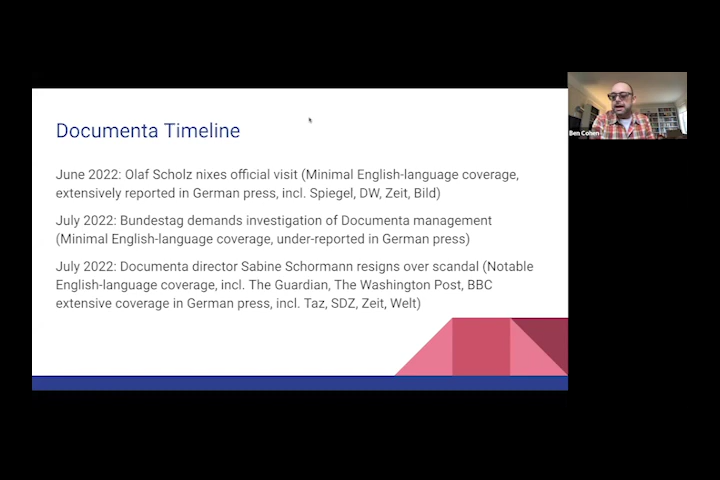 Documenta Timeline
June 2022: Olaf Scholz nixes official visit (Minimal English-language coverage,
extensively reported in German press, incl. Spiegel, DW, Zeit, Bild)
July 2022: Bundestag demands investigation of Documenta management
(Minimal English-language coverage, under-reported in German press)
July 2022: Documenta director Sabine Schormann resigns over scandal (Notable
English-language coverage, incl. The Guardian, The Washington Post, BBC
extensive coverage in German press, incl. Taz, SDZ, Zeit, Welt)
Ben Cohen